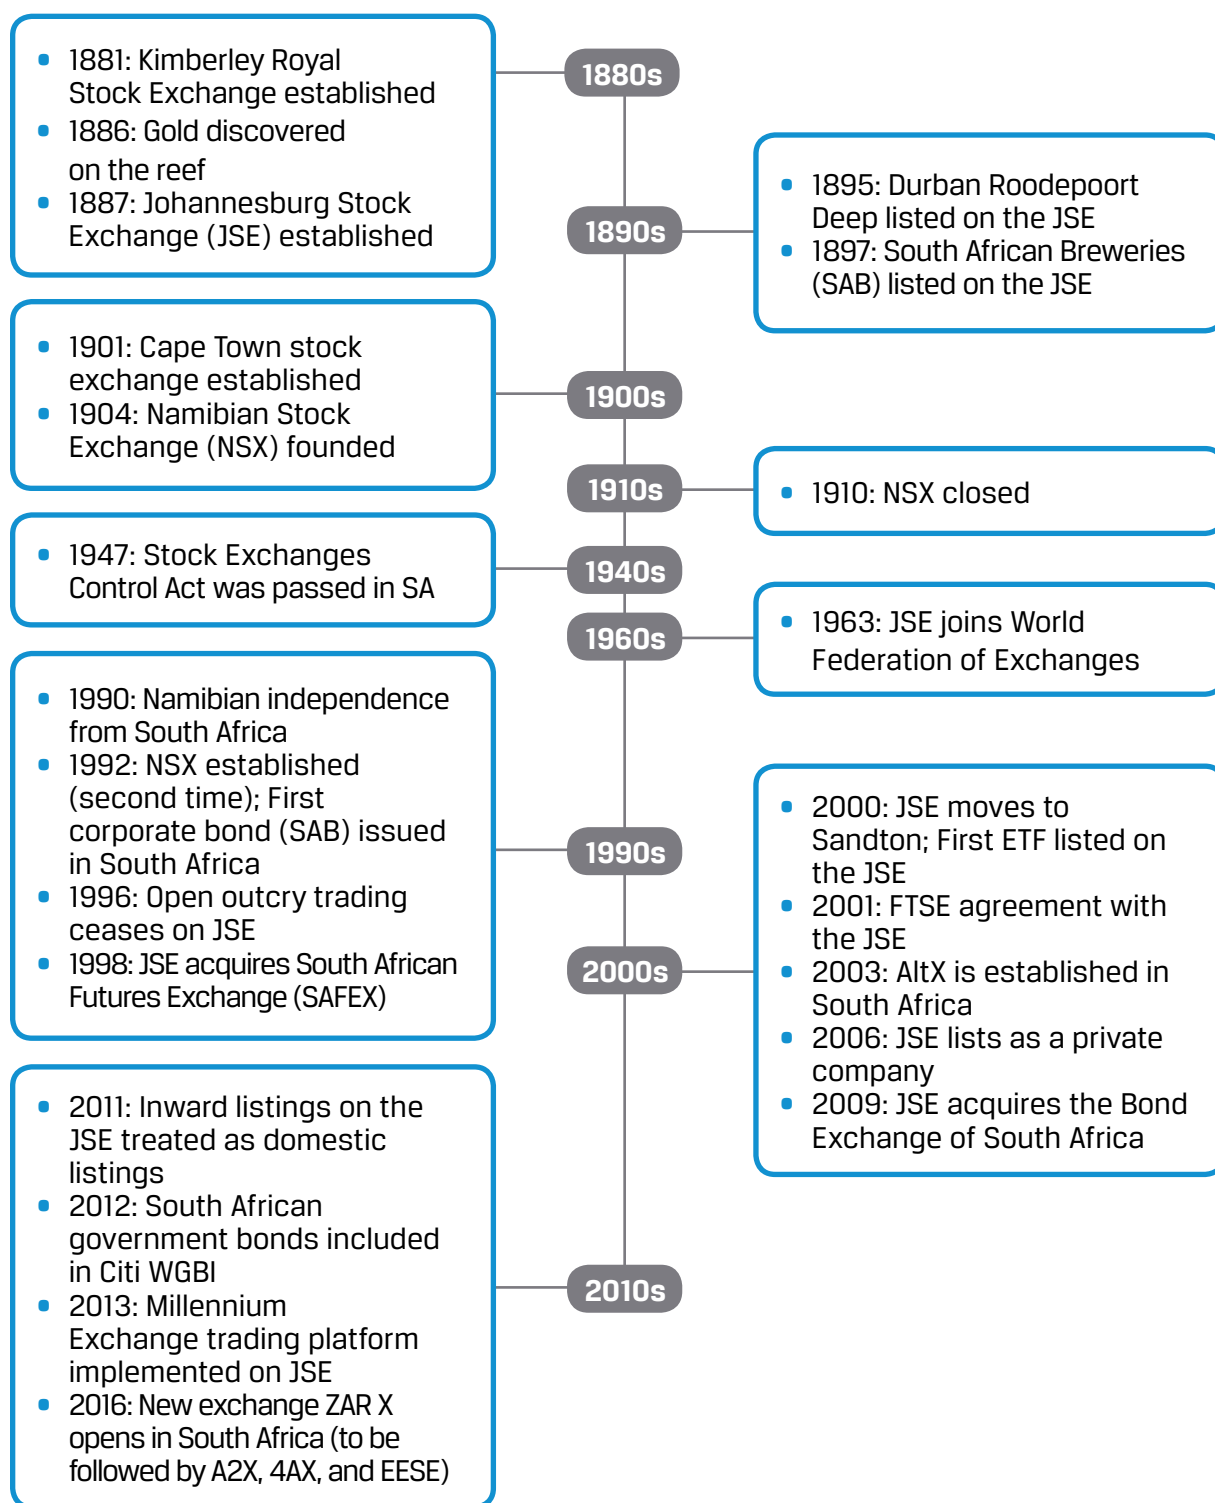 • 1881: Kimberley Royal
Stock Exchange established
• 1886: Gold discovered
on the reef
• 1887: Johannesburg Stock
Exchange (JSE) established
1880s
1890s
• 1895: Durban Roodepoort
Deep listed on the JSE
• 1897: South African Breweries
(SAB) listed on the JSE
• 1901: Cape Town stock
exchange established
• 1904: Namibian Stock
Exchange (NSX) founded
1900s
1910s
• 1910: NSX closed
• 1947: Stock Exchanges
Control Act was passed in SA
1940s
1960s
• 1963: JSE joins World
Federation of Exchanges
• 1990: Namibian independence
from South Africa
• 1992: NSX established
(second time); First
corporate bond (SAB) issued
in South Africa
• 1996: Open outcry trading
ceases on JSE
• 1998: JSE acquires South African
Futures Exchange (SAFEX)
1990s
2000s
• 2000: JSE moves to
Sandton; First ETF listed on
the JSE
• 2001: FTSE agreement with
the JSE
• 2003: AltX is established in
South Africa
• 2006: JSE lists as a private
company
• 2009: JSE acquires the Bond
Exchange of South Africa
• 2011: Inward listings on the
JSE treated as domestic
listings
• 2012: South African
government bonds included
in Citi WGBI
• 2013: Millennium
Exchange trading platform
implemented on JSE
• 2016: New exchange ZAR X
opens in South Africa (to be
followed by A2X, 4AX, and EESE)
2010s